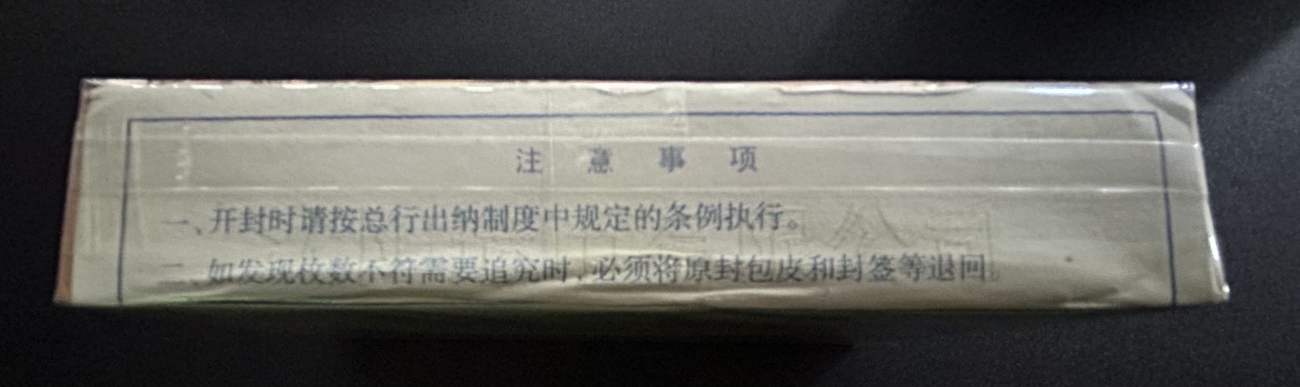 注意事项
一、开封时请按总行出纳制度中规定的条例执行。
二、如发现枚数不符需要追究时,必须将原封包皮和封签等退回。